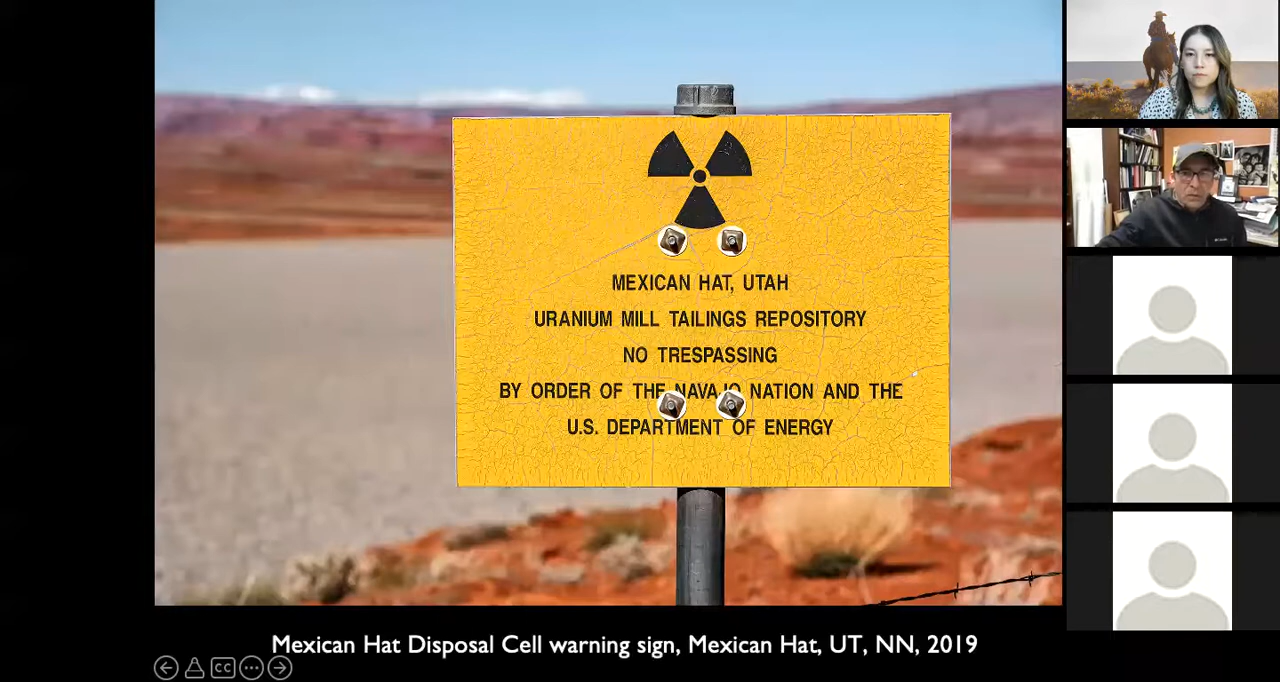 MEXICAN HAT, UTAH
URANIUM MILL TAILINGS REPOSITORY
NO TRESPASSING
BY ORDER OF THE NAVAJO NATION AND THE
U.S. DEPARTMENT OF ENERGY
Mexican Hat Disposal Cell warning sign, Mexican Hat, UT, NN, 2019
CC